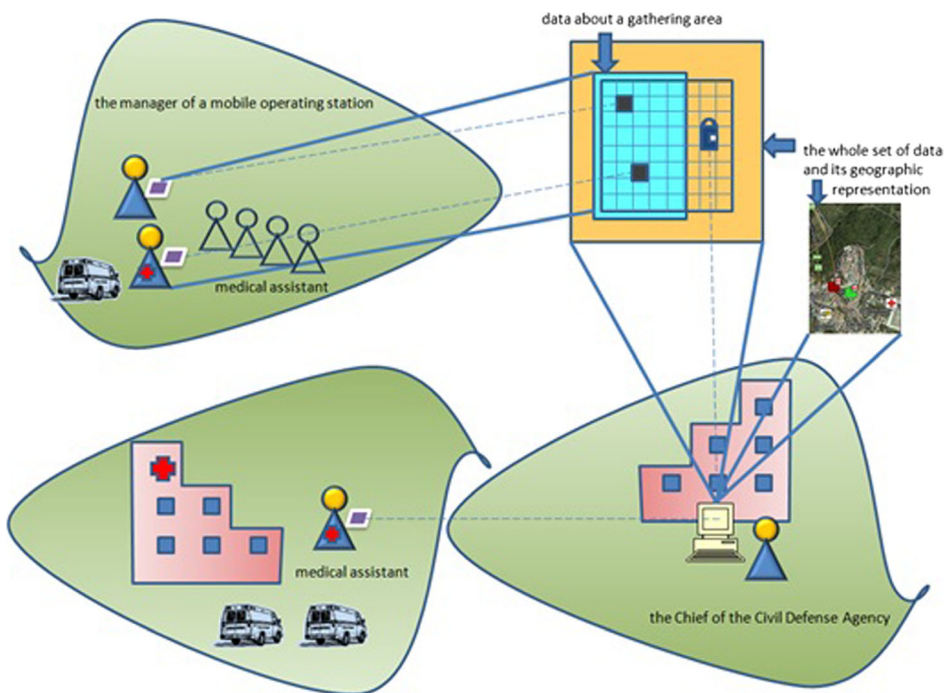 data about a gathering area
the manager of a mobile operating station
the whole set of data
and its geographic
representation
medical assistant
medical assistant
the Chief of the Civil Defense Agency